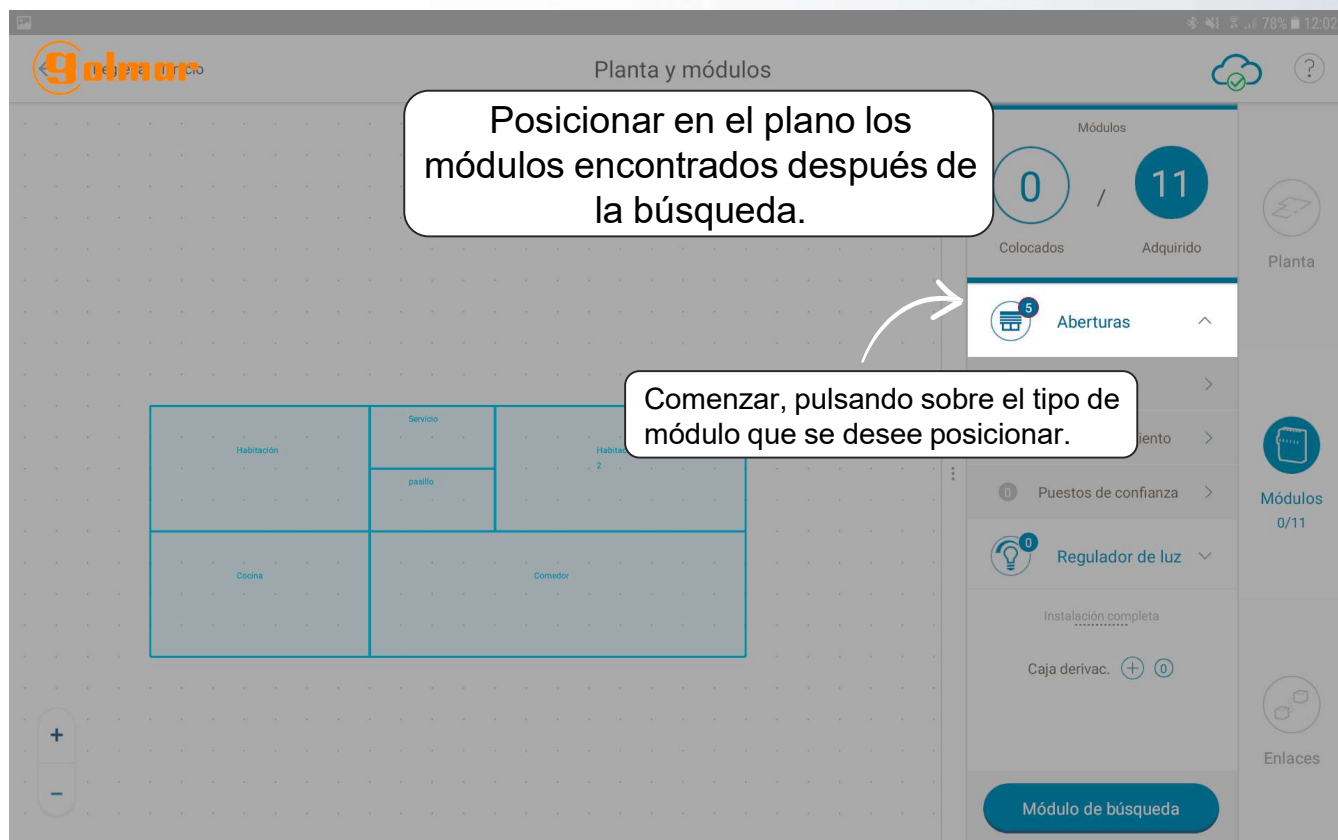 78% 12:02
golmar
Planta y módulos
?
Posicionar en el plano los
módulos encontrados después de
la búsqueda.
Módulos
0 / 11
Colocados Adquirido
Planta
5
Aberturas
Comenzar, pulsando sobre el tipo de
módulo que se desee posicionar.
iento
Servicio
Habitación
Habitac
2
pasillo
0 Puestos de confianza
Módulos
0/11
0
Regulador de luz
Cocina
Comedor
Instalación completa
Caja derivac. + 0
+
Enlaces
−
Módulo de búsqueda